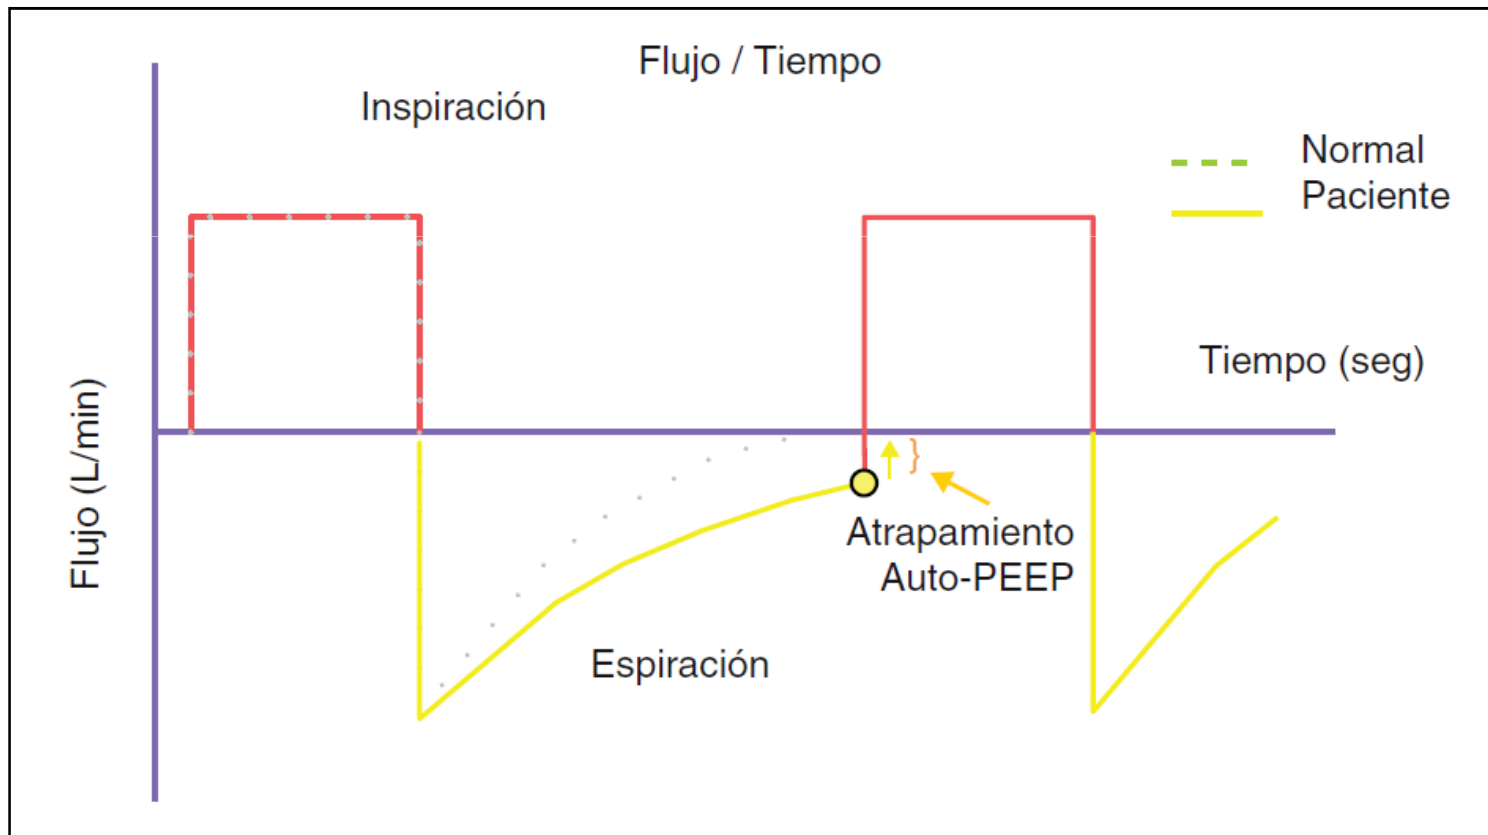 Flujo / Tiempo
Inspiración
Normal
Paciente
Tiempo (seg)
Flujo (L/min)
}
Atrapamiento
Auto-PEEP
Espiración